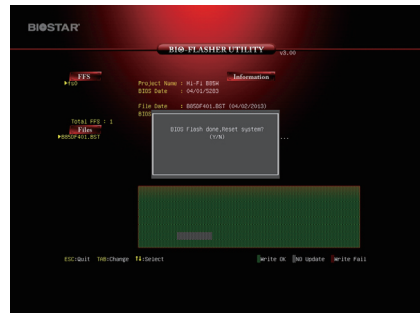 BIOSTAR
BIO-FLASHER UTILITY v3.00
FFS
▶fs0
Information
Project Name : Hi-Fi B85W
BIOS Date : 04/01/5283
File Date : B85DF401.BST (04/02/2013)
BIOS
Total FFS : 1
Files
▶B85DF401.BST
BIOS Flash done.Reset system?
(Y/N)
...
ESC:Quit TAB:Change ↑↓:Select
Write OK NO Update Write Fail